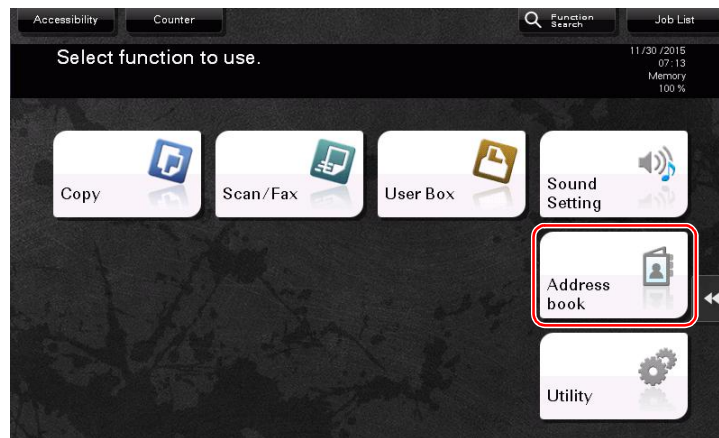 Accessibility
Counter
Function
Search
Job List
Select function to use.
11/30 /2015
07:13
Memory
100 %
Copy
Scan/Fax
User Box
Sound
Setting
Address
book
Utility